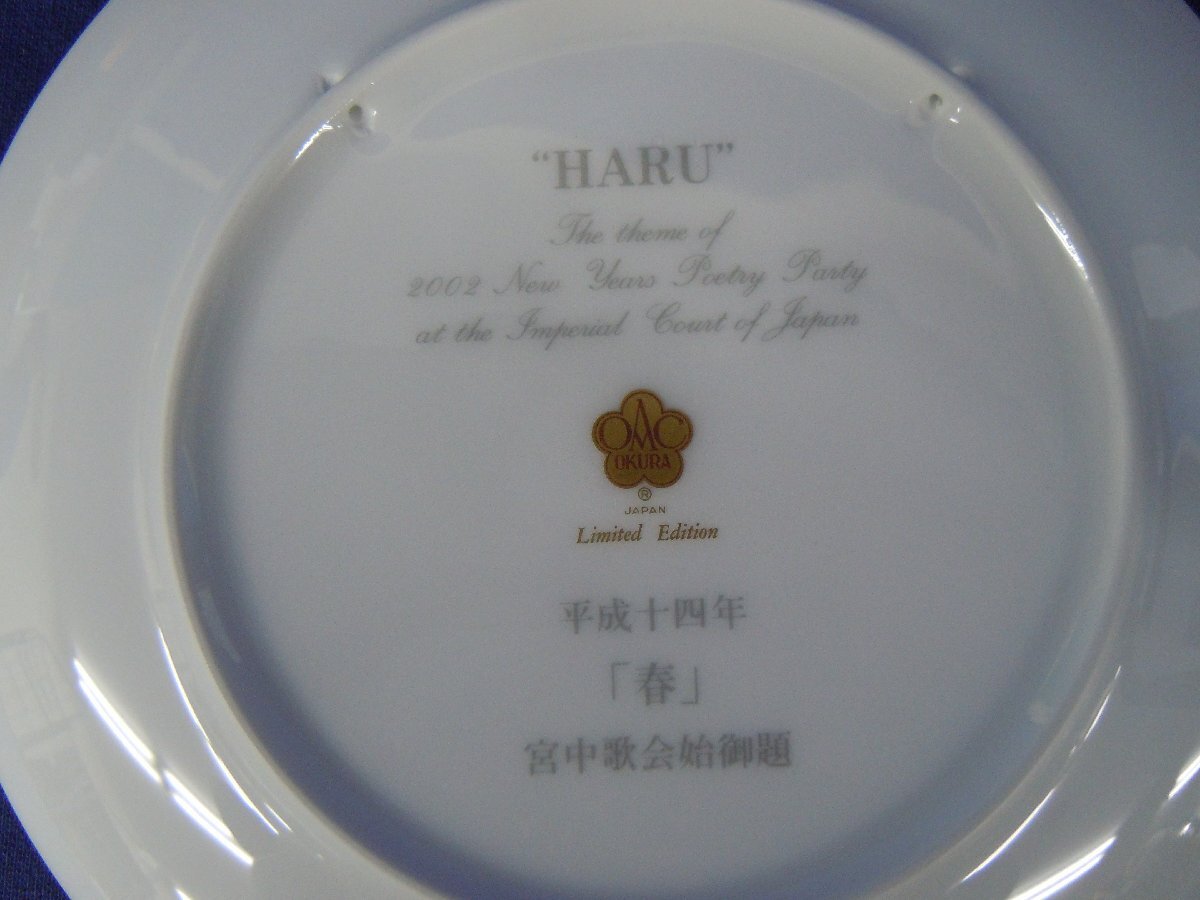 “HARU”
The theme of
2002 New Years Poetry Party
at the Imperial Court of Japan
OAC
OKURA
®
JAPAN
Limited Edition
平成十四年
「春」
宮中歌会始御題